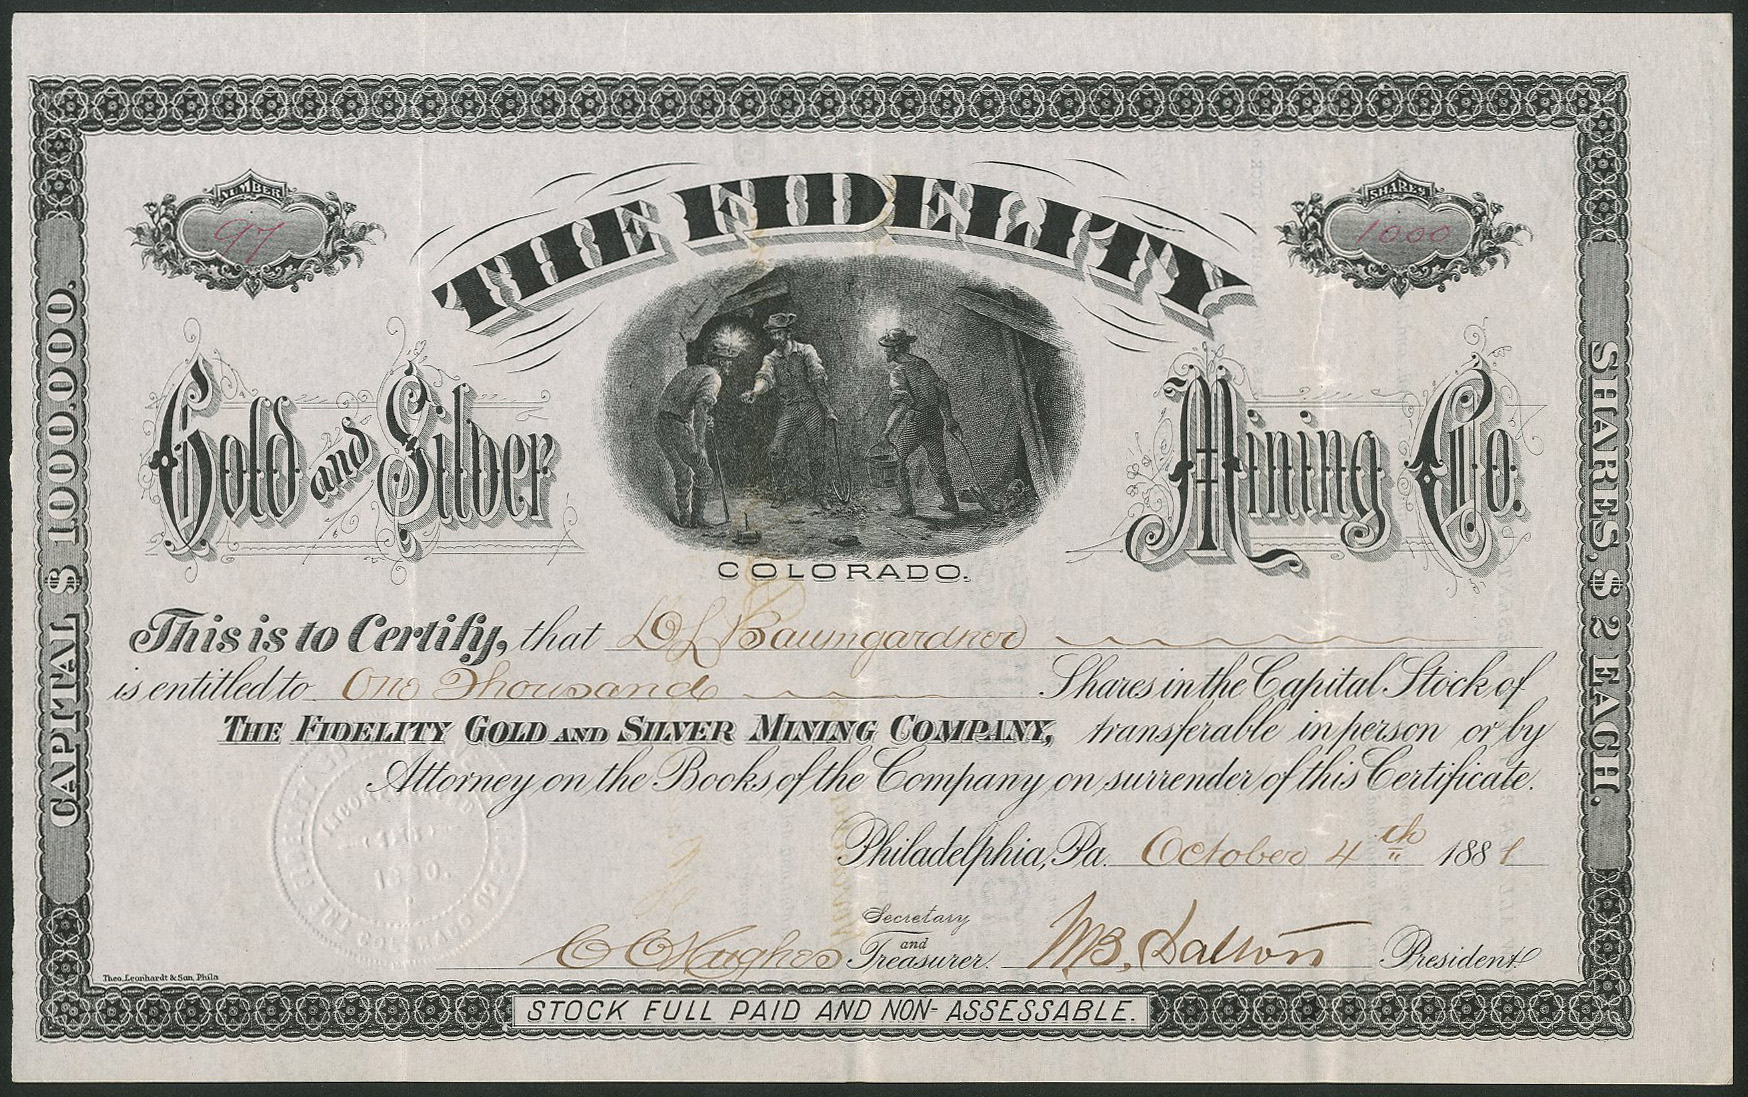 NUMBER
97
SHARES
1000
THE FIDELITY
Gold and Silver Mining Co.
COLORADO.
CAPITAL $ 1000.000.
SHARES, $ 2 EACH.
This is to Certify, that D L Baumgardner
is entitled to One Thousand Shares in the Capital Stock of
THE FIDELITY GOLD AND SILVER MINING COMPANY, transferable in person or by
Attorney on the Books of the Company on surrender of this Certificate.
Philadelphia, Pa. October 4th 1881
C C Hughes Secretary and Treasurer. M B. Dalton President
Theo. Leonhardt & Son, Phila
STOCK FULL PAID AND NON-ASSESSABLE.